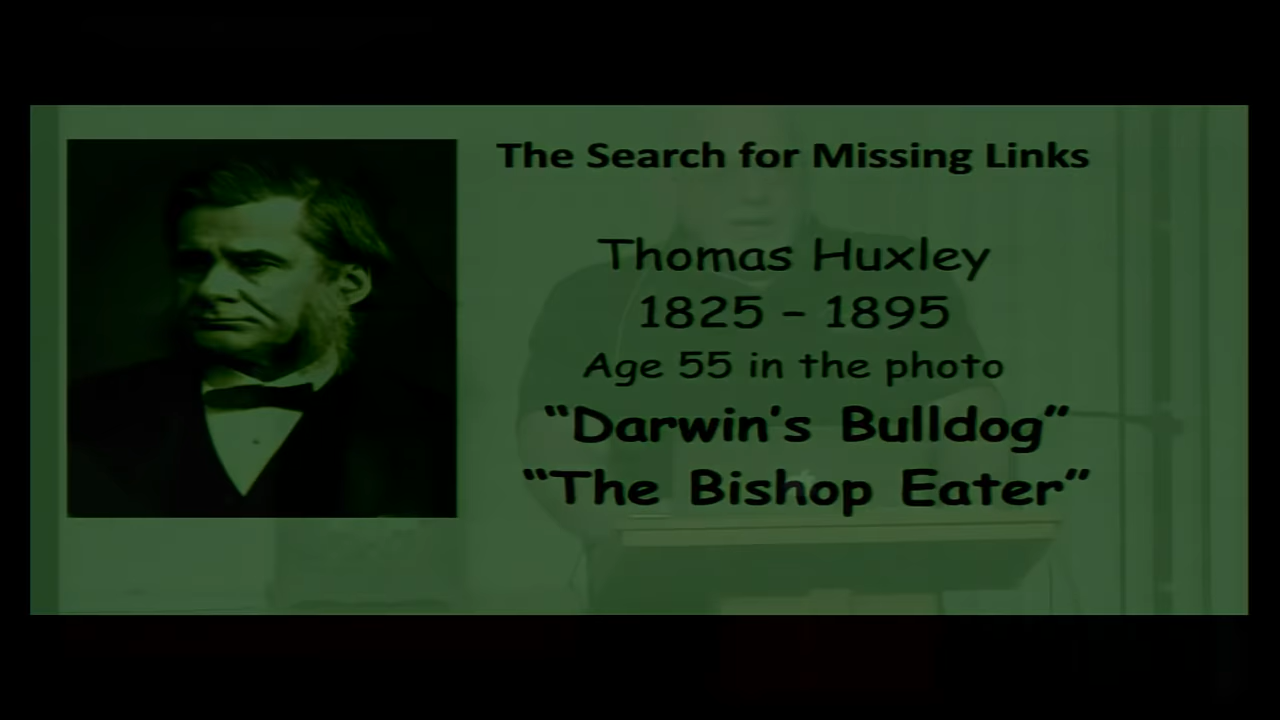 The Search for Missing Links
Thomas Huxley
1825 – 1895
Age 55 in the photo
“Darwin's Bulldog”
“The Bishop Eater”